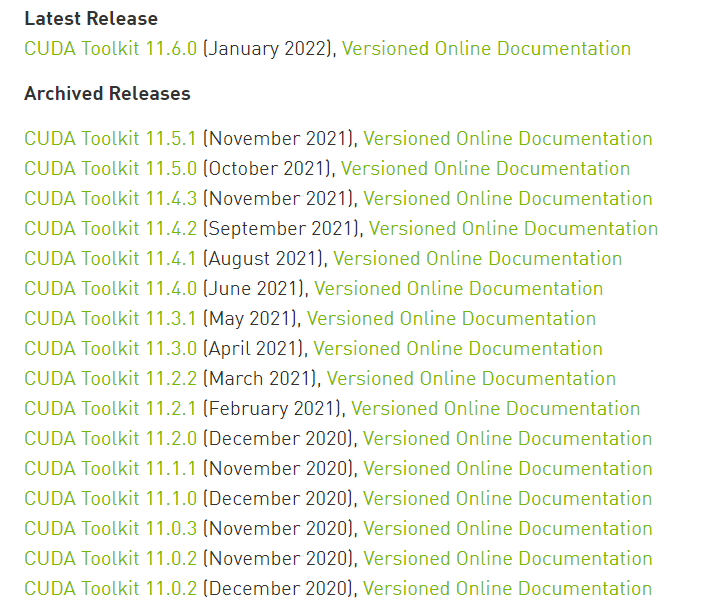 Latest Release
CUDA Toolkit 11.6.0 (January 2022), Versioned Online Documentation
Archived Releases
CUDA Toolkit 11.5.1 (November 2021), Versioned Online Documentation
CUDA Toolkit 11.5.0 (October 2021), Versioned Online Documentation
CUDA Toolkit 11.4.3 (November 2021), Versioned Online Documentation
CUDA Toolkit 11.4.2 (September 2021), Versioned Online Documentation
CUDA Toolkit 11.4.1 (August 2021), Versioned Online Documentation
CUDA Toolkit 11.4.0 (June 2021), Versioned Online Documentation
CUDA Toolkit 11.3.1 (May 2021), Versioned Online Documentation
CUDA Toolkit 11.3.0 (April 2021), Versioned Online Documentation
CUDA Toolkit 11.2.2 (March 2021), Versioned Online Documentation
CUDA Toolkit 11.2.1 (February 2021), Versioned Online Documentation
CUDA Toolkit 11.2.0 (December 2020), Versioned Online Documentation
CUDA Toolkit 11.1.1 (November 2020), Versioned Online Documentation
CUDA Toolkit 11.1.0 (December 2020), Versioned Online Documentation
CUDA Toolkit 11.0.3 (November 2020), Versioned Online Documentation
CUDA Toolkit 11.0.2 (November 2020), Versioned Online Documentation
CUDA Toolkit 11.0.2 (December 2020), Versioned Online Documentation